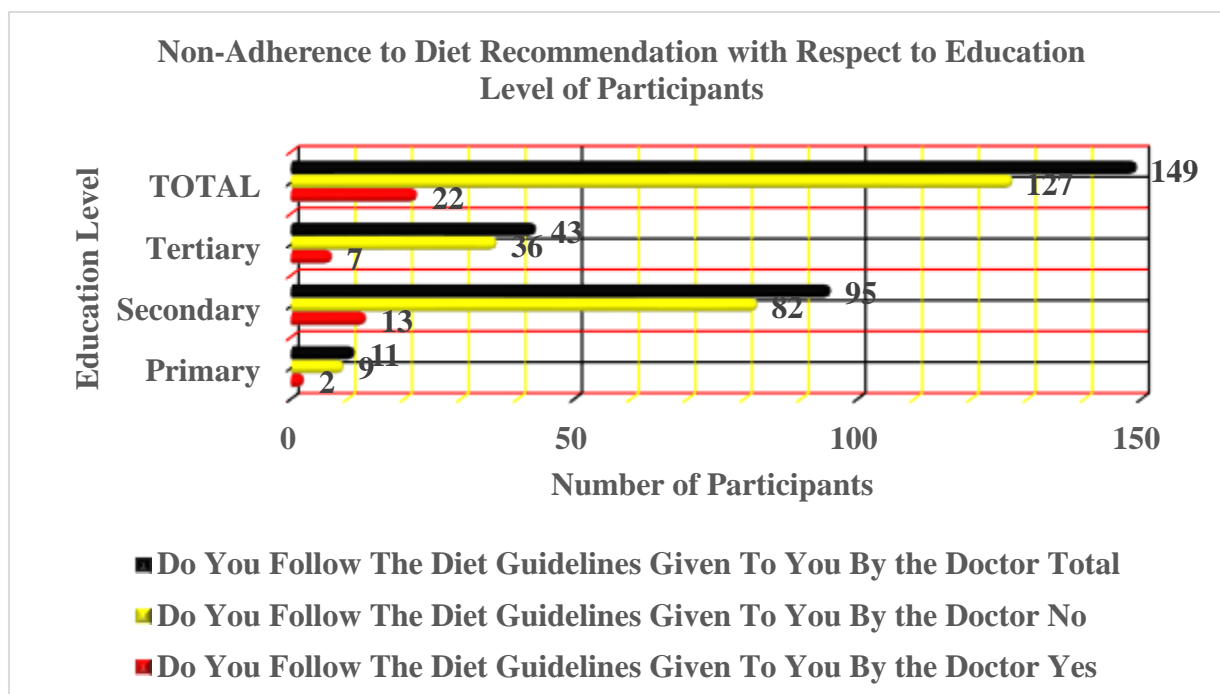 Non-Adherence to Diet Recommendation with Respect to Education
Level of Participants
Education Level
TOTAL
149
127
22
Tertiary
43
36
7
Secondary
95
82
13
Primary
11
9
2
0 50 100 150
Number of Participants
Do You Follow The Diet Guidelines Given To You By the Doctor Total
Do You Follow The Diet Guidelines Given To You By the Doctor No
Do You Follow The Diet Guidelines Given To You By the Doctor Yes